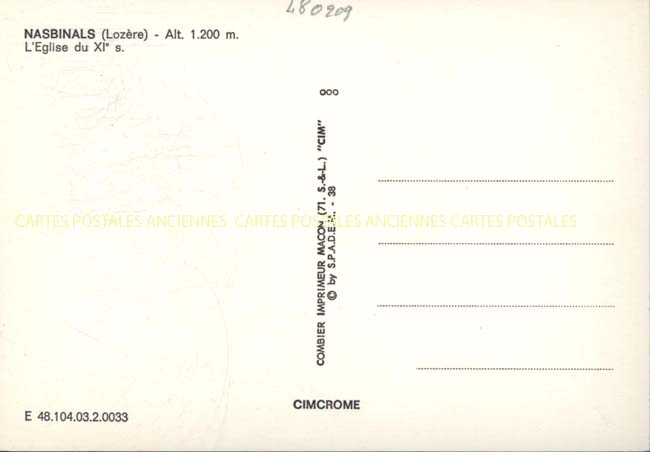 480209
NASBINALS (Lozère) - Alt. 1.200 m.
L'Eglise du XIe s.
ooo
COMBIER IMPRIMEUR MACON (71. S.-&-L.) "CIM"
© by S.P.A.D.E.M. - 38
CARTES POSTALES ANCIENNES CARTES POSTALES ANCIENNES CARTES POSTALES
CIMCROME
E 48.104.03.2.0033